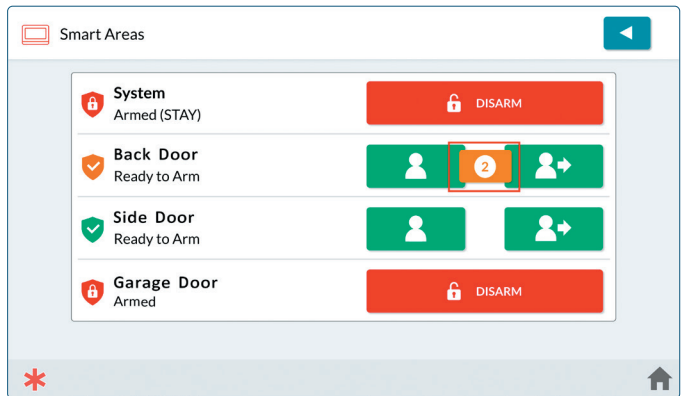 Smart Areas
System
Armed (STAY)
DISARM
Back Door
Ready to Arm
2
Side Door
Ready to Arm
Garage Door
Armed
DISARM